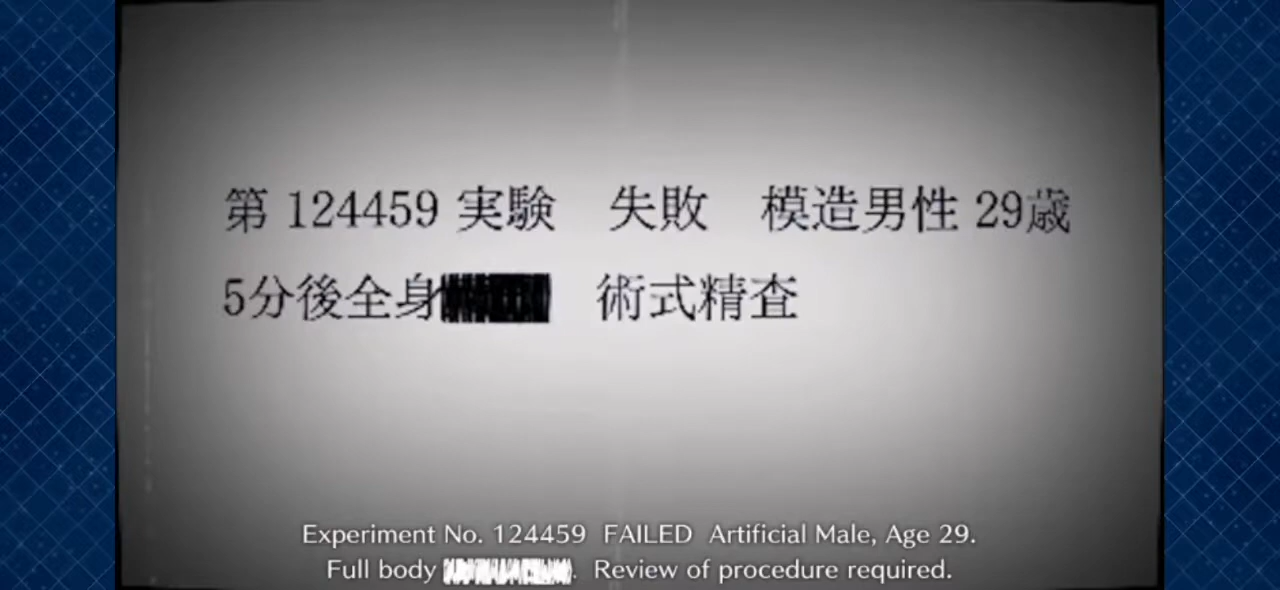 第 124459 実験　失敗　模造男性 29歳
5分後全身　術式精査
Experiment No. 124459 FAILED Artificial Male, Age 29.
Full body . Review of procedure required.